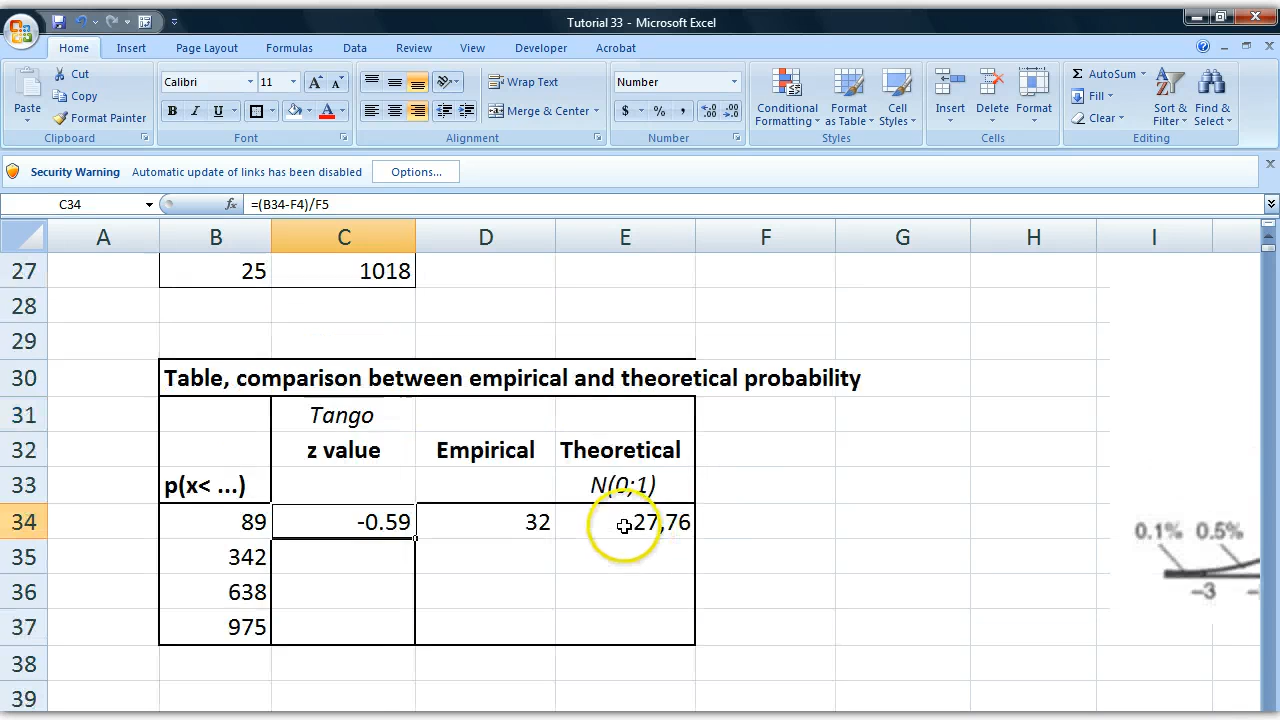 Tutorial 33 - Microsoft Excel
Home Insert Page Layout Formulas Data Review View Developer Acrobat
Paste
Cut
Copy
Format Painter
Clipboard
Calibri 11
B I U
Font
Wrap Text
Merge & Center
Alignment
Number
$ % ,
Number
Conditional Formatting
Format as Table
Cell Styles
Styles
Insert Delete Format
Cells
AutoSum
Fill
Clear
Sort & Filter
Find & Select
Editing
Security Warning Automatic update of links has been disabled Options...
C34 fx =(B34-F4)/F5
A B C D E F G H I
27 25 1018
28
29
30 Table, comparison between empirical and theoretical probability
31 Tango
32 z value Empirical Theoretical
33 p(x< ...) N(0;1)
34 89 -0.59 32 27,76
35 342
36 638
37 975
38
39
0.1% 0.5%
-3